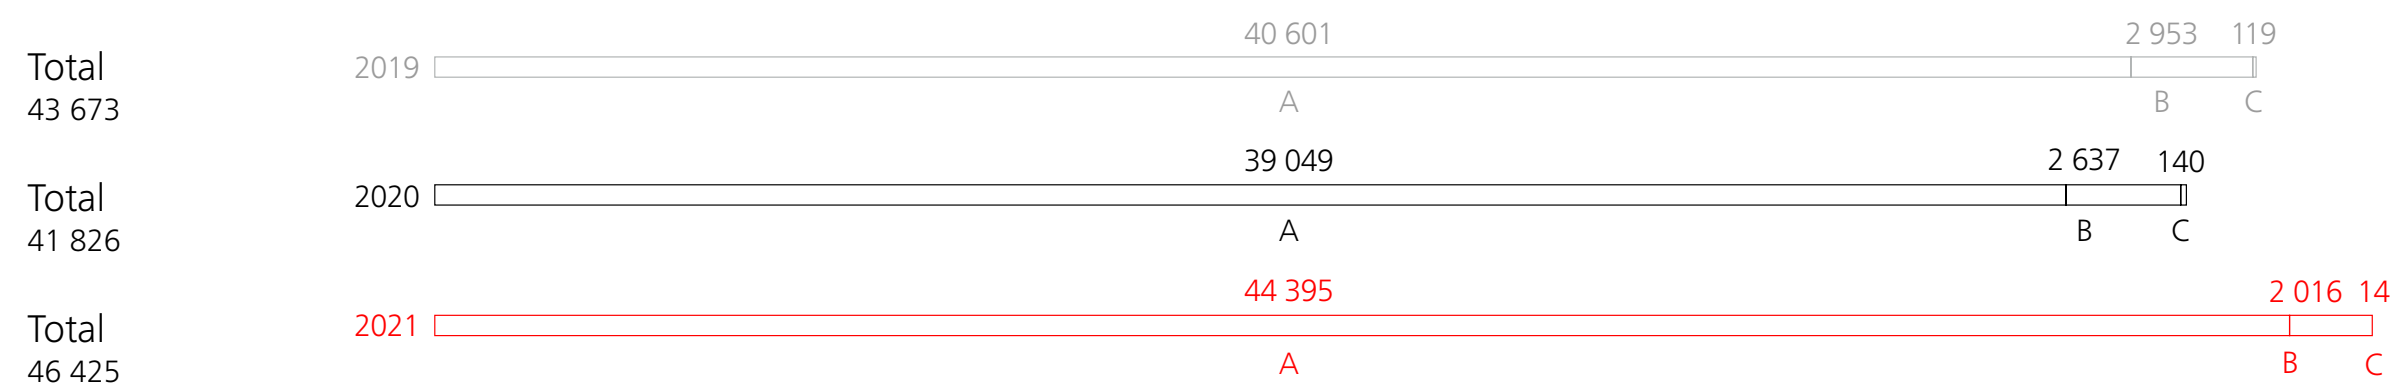 40 601 2 953 119
Total 2019
43 673
A B C
39 049 2 637 140
Total 2020
41 826
A B C
44 395 2 016 14
Total 2021
46 425
A B C